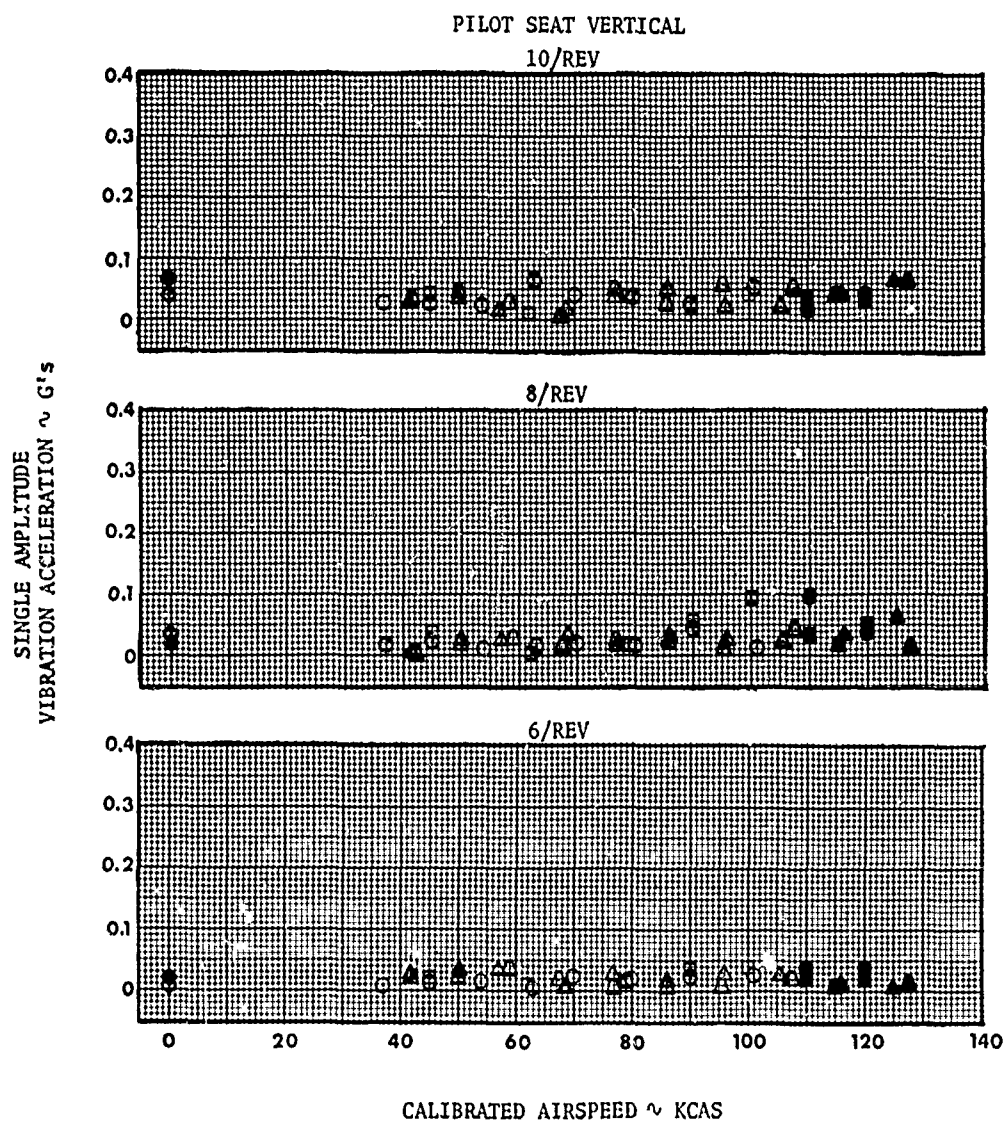 PILOT SEAT VERTICAL
10/REV
0.4
0.3
0.2
0.1
0
8/REV
0.4
0.3
0.2
0.1
0
6/REV
0.4
0.3
0.2
0.1
0
0 20 40 60 80 100 120 140
SINGLE AMPLITUDE
VIBRATION ACCELERATION ~ G's
CALIBRATED AIRSPEED ~ KCAS